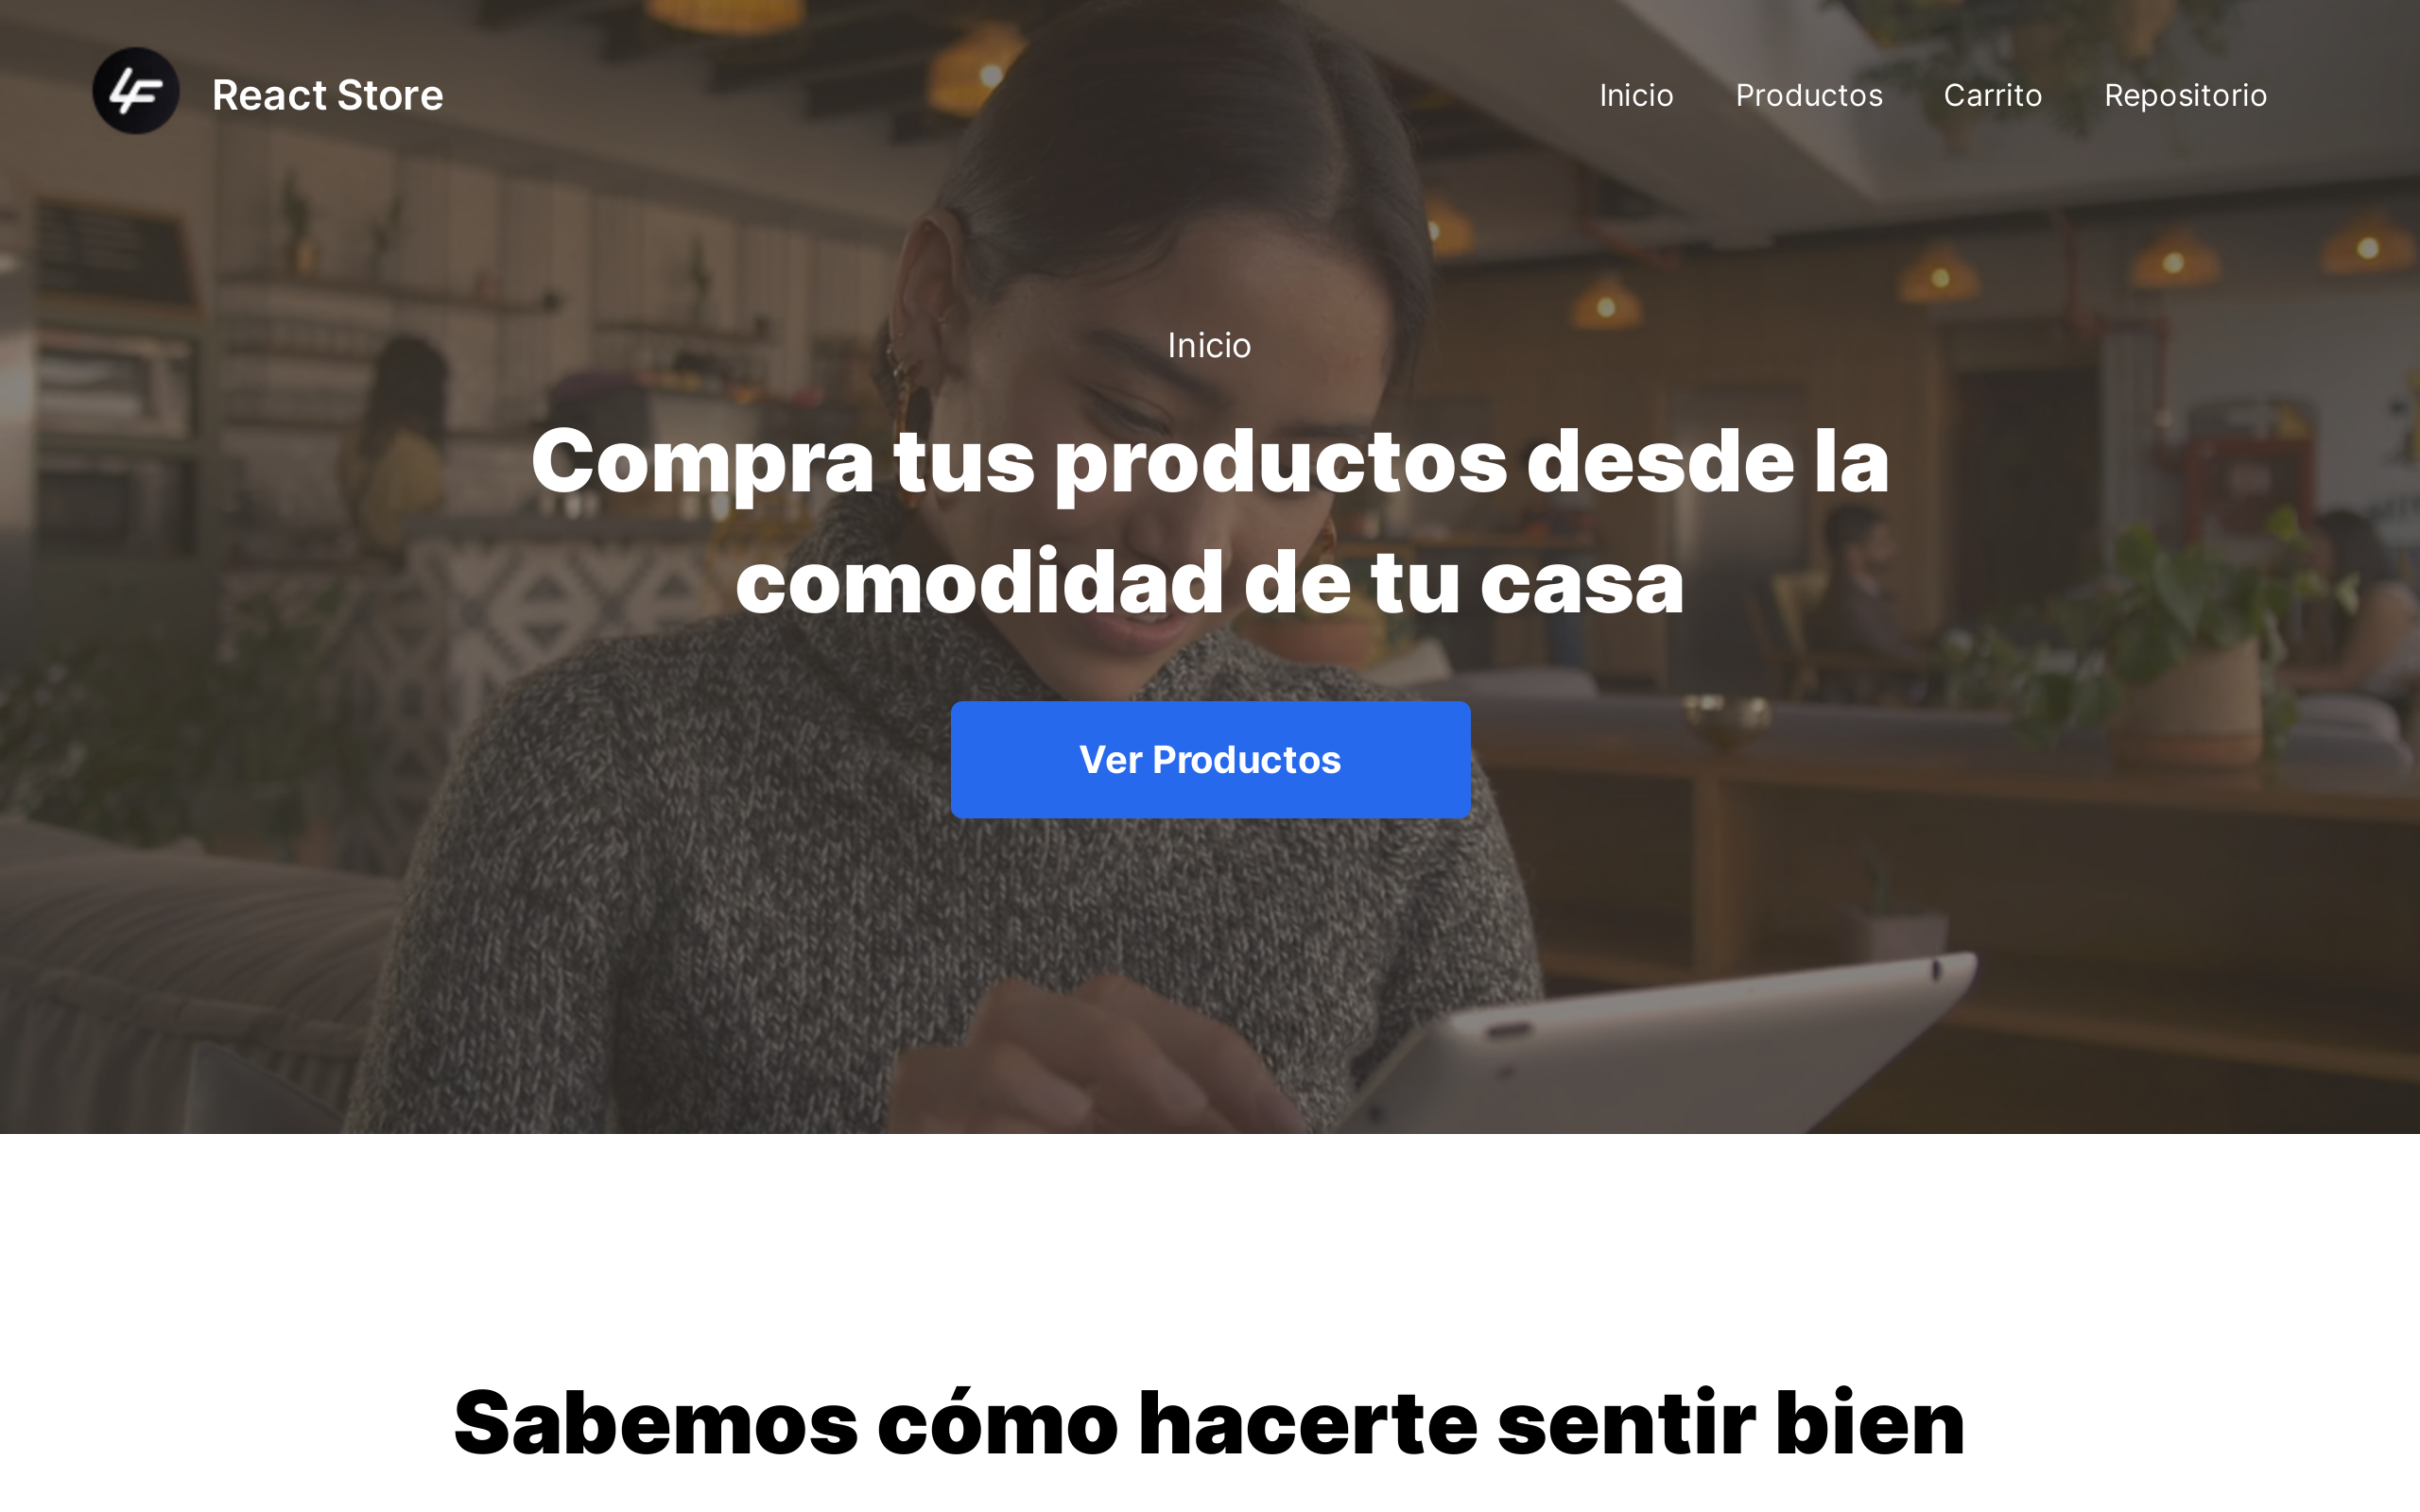 React Store
Inicio Productos Carrito Repositorio
Inicio
Compra tus productos desde la
comodidad de tu casa
Ver Productos
Sabemos cómo hacerte sentir bien